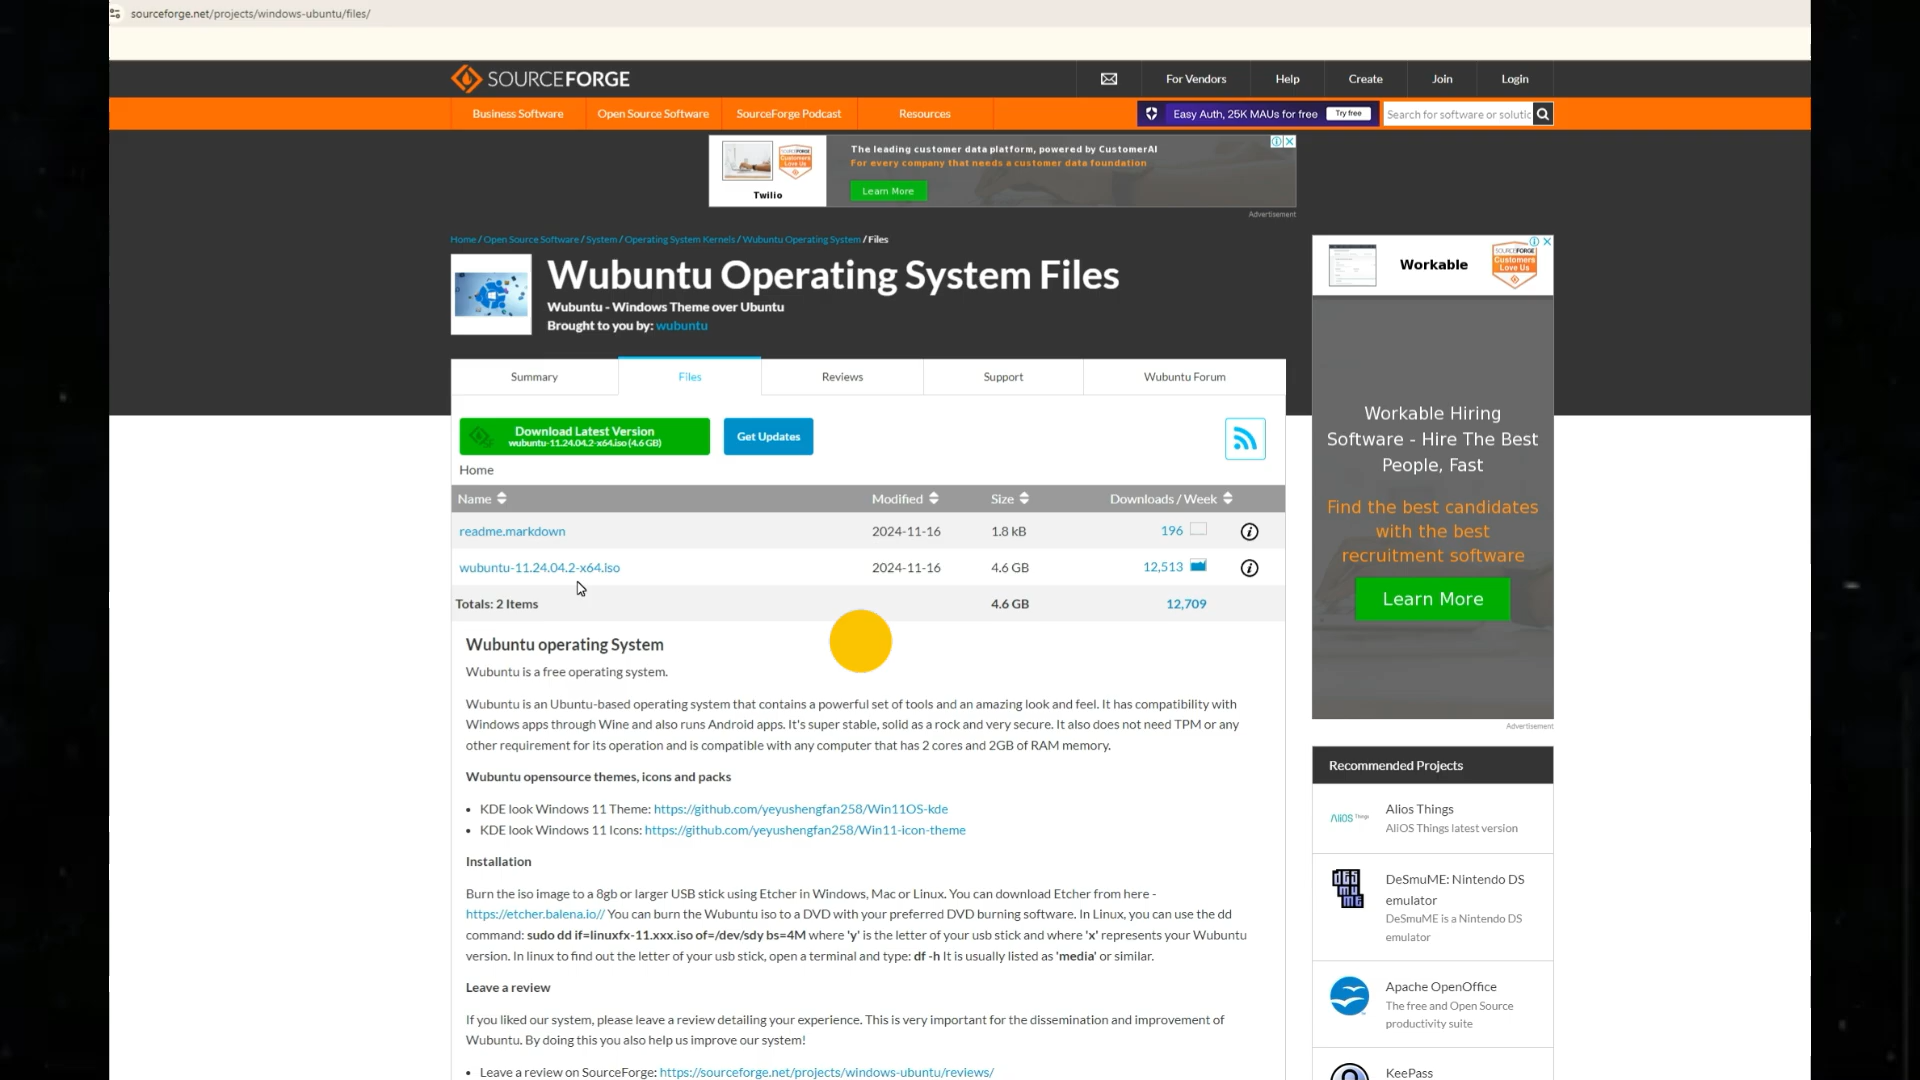 sourceforge.net/projects/windows-ubuntu/files/
SOURCEFORGE
For Vendors
Help
Create
Join
Login
Business Software
Open Source Software
SourceForge Podcast
Resources
Easy Auth, 25K MAUs for free
Try free
Search for software or solutic
The leading customer data platform, powered by CustomerAI
For every company that needs a customer data foundation
Learn More
Twilio
Advertisement
Home / Open Source Software / System / Operating System Kernels / Wubuntu Operating System / Files
Wubuntu Operating System Files
Wubuntu - Windows Theme over Ubuntu
Brought to you by: wubuntu
Summary
Files
Reviews
Support
Wubuntu Forum
Download Latest Version
wubuntu-11.24.04.2-x64.iso (4.6 GB)
Get Updates
Home
Name
Modified
Size
Downloads / Week
readme.markdown
2024-11-16
1.8 kB
196
wubuntu-11.24.04.2-x64.iso
2024-11-16
4.6 GB
12,513
Totals: 2 Items
4.6 GB
12,709
Wubuntu operating System
Wubuntu is a free operating system.
Wubuntu is an Ubuntu-based operating system that contains a powerful set of tools and an amazing look and feel. It has compatibility with
Windows apps through Wine and also runs Android apps. It's super stable, solid as a rock and very secure. It also does not need TPM or any
other requirement for its operation and is compatible with any computer that has 2 cores and 2GB of RAM memory.
Wubuntu opensource themes, icons and packs
• KDE look Windows 11 Theme: https://github.com/yeyushengfan258/Win11OS-kde
• KDE look Windows 11 Icons: https://github.com/yeyushengfan258/Win11-icon-theme
Installation
Burn the iso image to a 8gb or larger USB stick using Etcher in Windows, Mac or Linux. You can download Etcher from here -
https://etcher.balena.io// You can burn the Wubuntu iso to a DVD with your preferred DVD burning software. In Linux, you can use the dd
command: sudo dd if=linuxfx-11.xxx.iso of=/dev/sdy bs=4M where 'y' is the letter of your usb stick and where 'x' represents your Wubuntu
version. In linux to find out the letter of your usb stick, open a terminal and type: df -h It is usually listed as 'media' or similar.
Leave a review
If you liked our system, please leave a review detailing your experience. This is very important for the dissemination and improvement of
Wubuntu. By doing this you also help us improve our system!
• Leave a review on SourceForge: https://sourceforge.net/projects/windows-ubuntu/reviews/
Workable
SOURCEFORGE
Customers
Love Us
Workable Hiring
Software - Hire The Best
People, Fast
Find the best candidates
with the best
recruitment software
Learn More
Advertisement
Recommended Projects
AliOS Things
Alios Things
AliOS Things latest version
DeSmuME
DeSmuME: Nintendo DS
emulator
DeSmuME is a Nintendo DS
emulator
Apache OpenOffice
The free and Open Source
productivity suite
KeePass